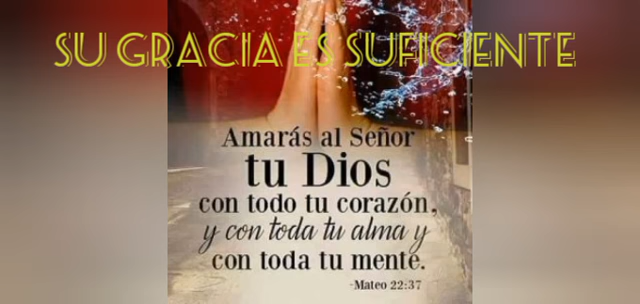 SU GRACIA ES SUFICIENTE
Amarás al Señor
tu Dios
con todo tu corazón,
y con toda tu alma y
con toda tu mente.
-Mateo 22:37